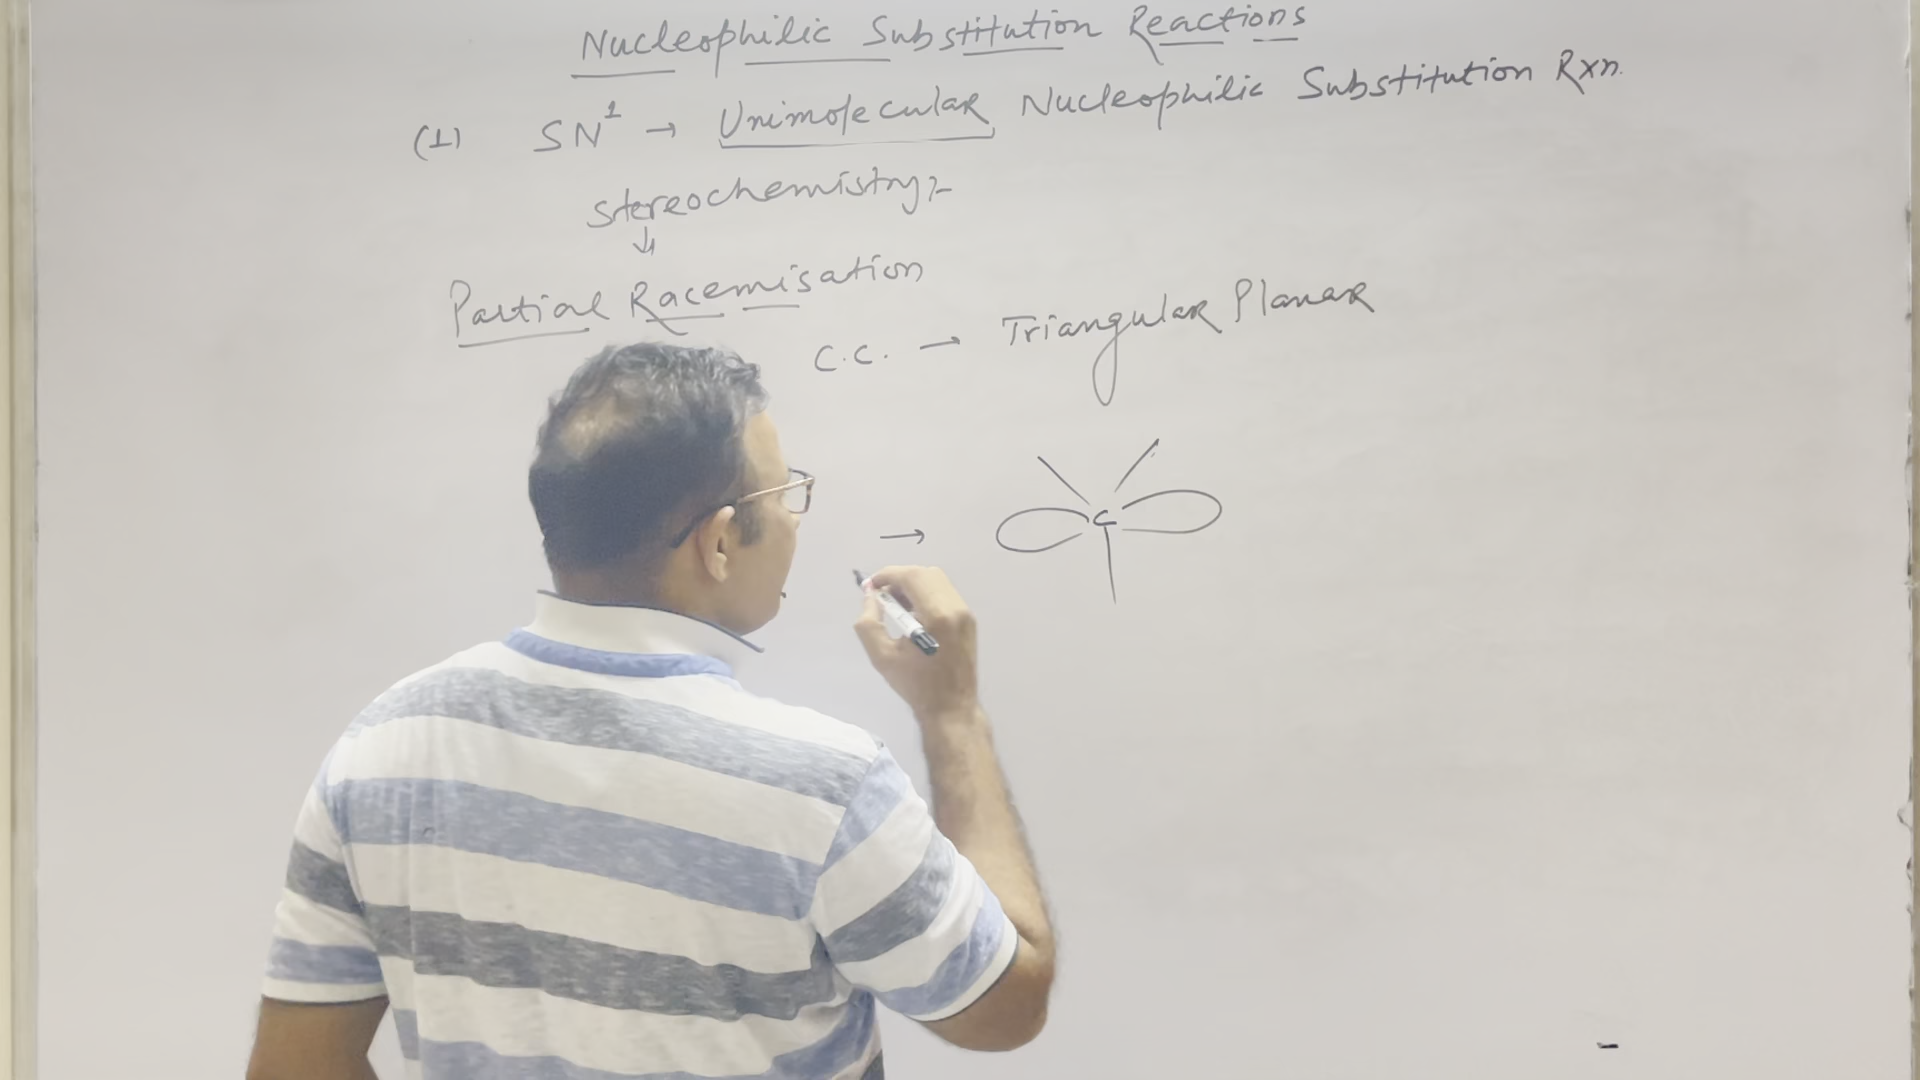 Nucleophilic Substitution Reactions
(1) SN¹ → Unimolecular Nucleophilic Substitution Rxn.
Stereochemistry:-
↓
Partial Racemisation
C.C. → Triangular Planar
→ C